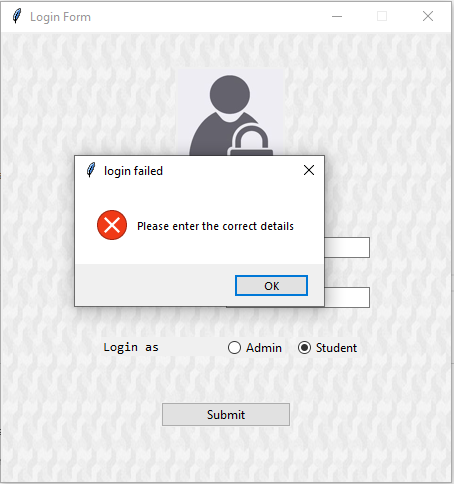 Login Form
login failed
Please enter the correct details
OK
Login as Admin Student
Submit